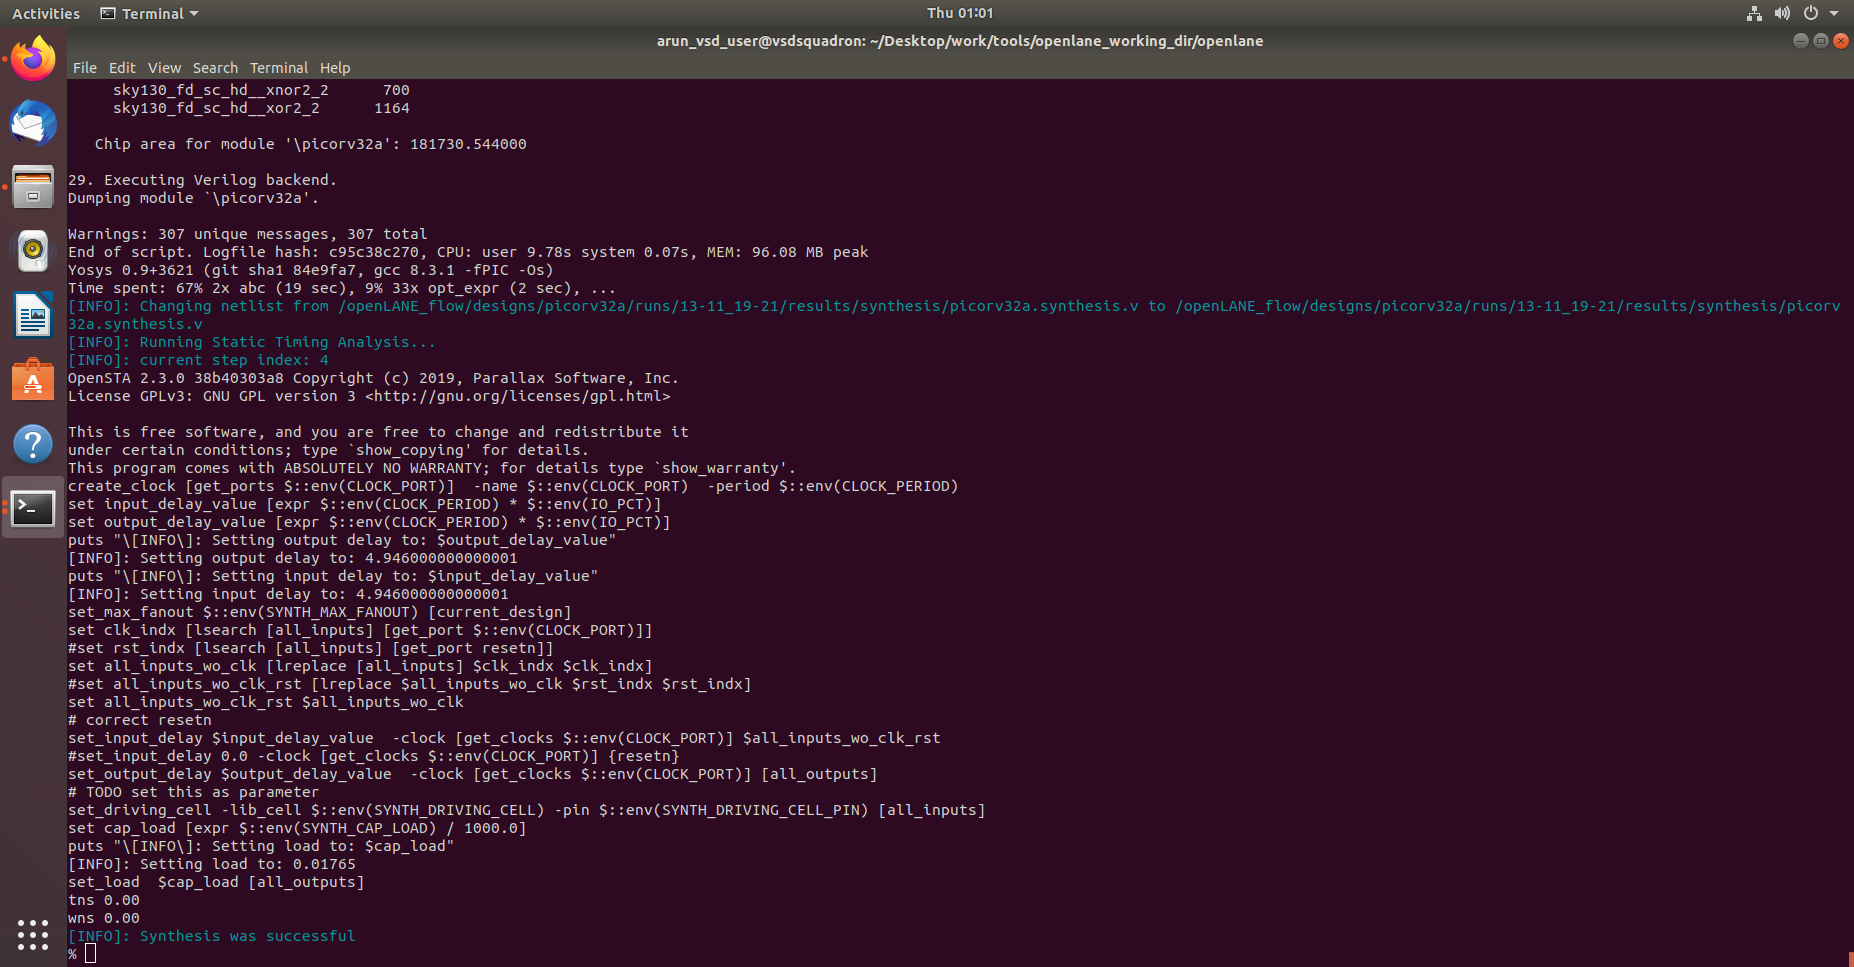 Activities Terminal Thu 01:01
arun_vsd_user@vsdsquadron: ~/Desktop/work/tools/openlane_working_dir/openlane
File Edit View Search Terminal Help
sky130_fd_sc_hd__xnor2_2 700
sky130_fd_sc_hd__xor2_2 1164
Chip area for module '\picorv32a': 181730.544000
29. Executing Verilog backend.
Dumping module `\picorv32a'.
Warnings: 307 unique messages, 307 total
End of script. Logfile hash: c95c38c270, CPU: user 9.78s system 0.07s, MEM: 96.08 MB peak
Yosys 0.9+3621 (git sha1 84e9fa7, gcc 8.3.1 -fPIC -Os)
Time spent: 67% 2x abc (19 sec), 9% 33x opt_expr (2 sec), ...
[INFO]: Changing netlist from /openLANE_flow/designs/picorv32a/runs/13-11_19-21/results/synthesis/picorv32a.synthesis.v to /openLANE_flow/designs/picorv32a/runs/13-11_19-21/results/synthesis/picorv
32a.synthesis.v
[INFO]: Running Static Timing Analysis...
[INFO]: current step index: 4
OpenSTA 2.3.0 38b40303a8 Copyright (c) 2019, Parallax Software, Inc.
License GPLv3: GNU GPL version 3 <http://gnu.org/licenses/gpl.html>
This is free software, and you are free to change and redistribute it
under certain conditions; type `show_copying' for details.
This program comes with ABSOLUTELY NO WARRANTY; for details type `show_warranty'.
create_clock [get_ports $::env(CLOCK_PORT)]  -name $::env(CLOCK_PORT)  -period $::env(CLOCK_PERIOD)
set input_delay_value [expr $::env(CLOCK_PERIOD) * $::env(IO_PCT)]
set output_delay_value [expr $::env(CLOCK_PERIOD) * $::env(IO_PCT)]
puts "\[INFO\]: Setting output delay to: $output_delay_value"
[INFO]: Setting output delay to: 4.946000000000001
puts "\[INFO\]: Setting input delay to: $input_delay_value"
[INFO]: Setting input delay to: 4.946000000000001
set_max_fanout $::env(SYNTH_MAX_FANOUT) [current_design]
set clk_indx [lsearch [all_inputs] [get_port $::env(CLOCK_PORT)]]
#set rst_indx [lsearch [all_inputs] [get_port resetn]]
set all_inputs_wo_clk [lreplace [all_inputs] $clk_indx $clk_indx]
#set all_inputs_wo_clk_rst [lreplace $all_inputs_wo_clk $rst_indx $rst_indx]
set all_inputs_wo_clk_rst $all_inputs_wo_clk
# correct resetn
set_input_delay $input_delay_value  -clock [get_clocks $::env(CLOCK_PORT)] $all_inputs_wo_clk_rst
#set_input_delay 0.0 -clock [get_clocks $::env(CLOCK_PORT)] {resetn}
set_output_delay $output_delay_value  -clock [get_clocks $::env(CLOCK_PORT)] [all_outputs]
# TODO set this as parameter
set_driving_cell -lib_cell $::env(SYNTH_DRIVING_CELL) -pin $::env(SYNTH_DRIVING_CELL_PIN) [all_inputs]
set cap_load [expr $::env(SYNTH_CAP_LOAD) / 1000.0]
puts "\[INFO\]: Setting load to: $cap_load"
[INFO]: Setting load to: 0.01765
set_load  $cap_load [all_outputs]
tns 0.00
wns 0.00
[INFO]: Synthesis was successful
%